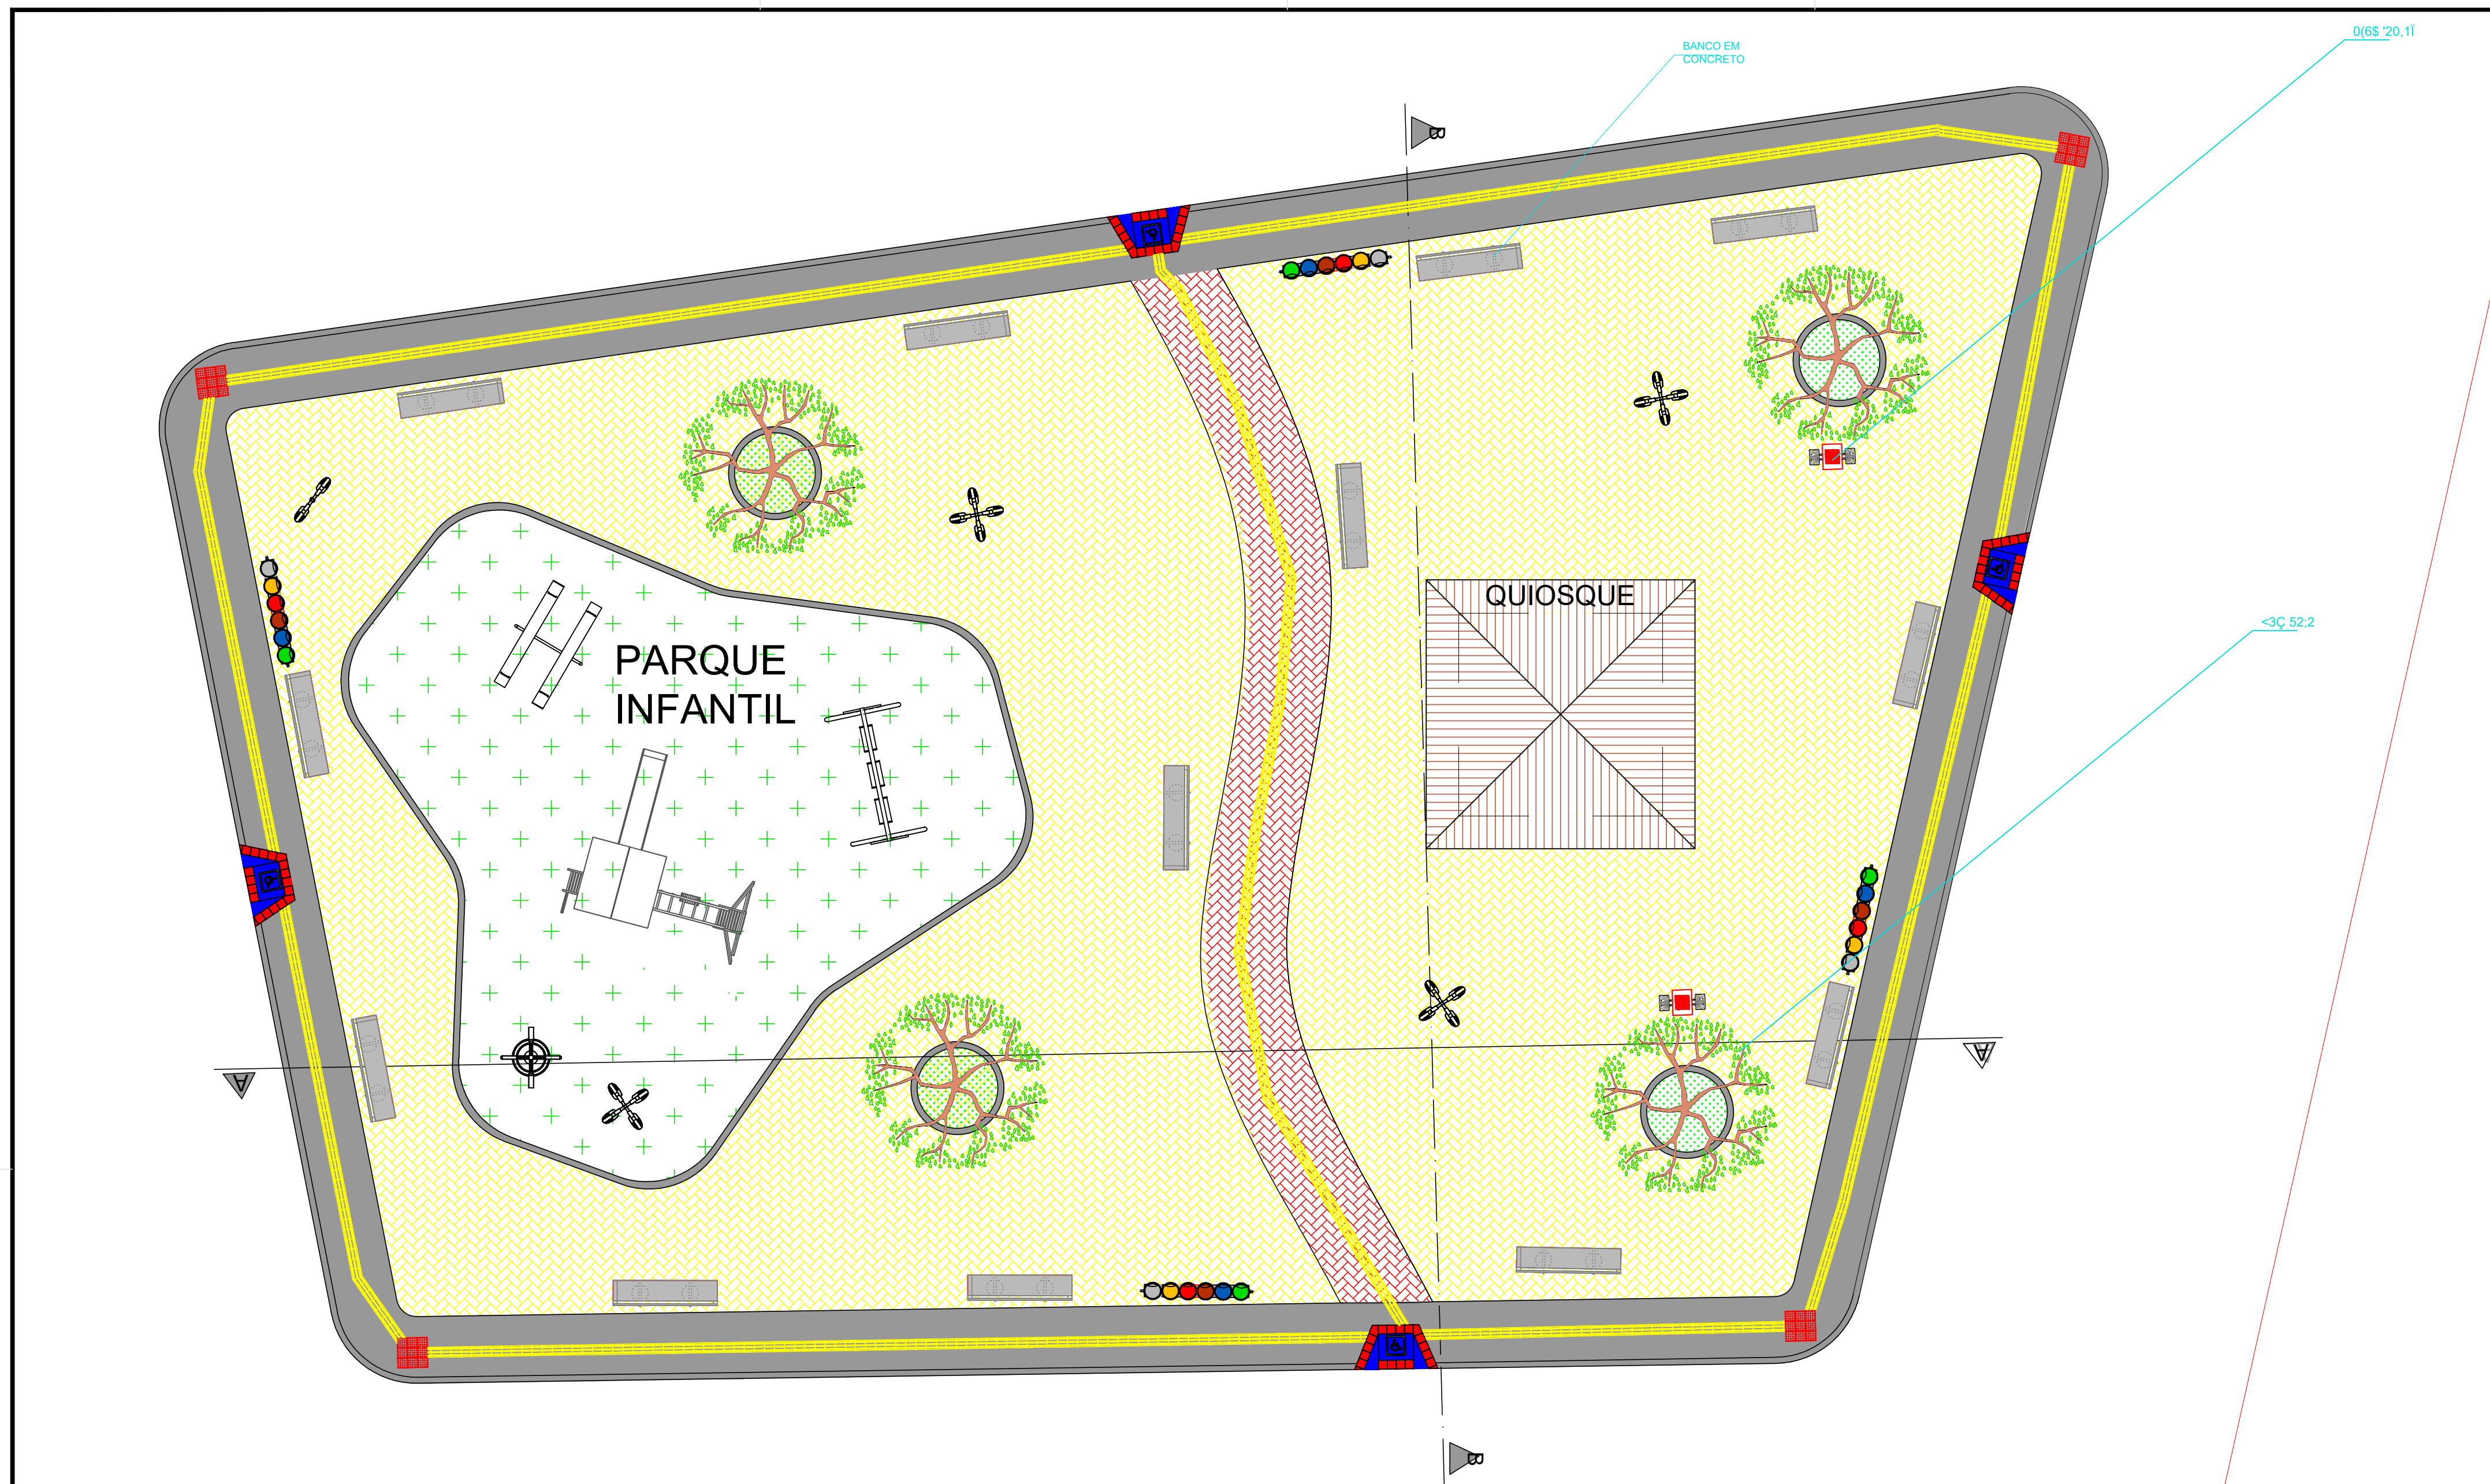 0(6$ '20,1Ï
BANCO EM
CONCRETO
B
QUIOSQUE
<3Ç 52;2
PARQUE
INFANTIL
A
A
B